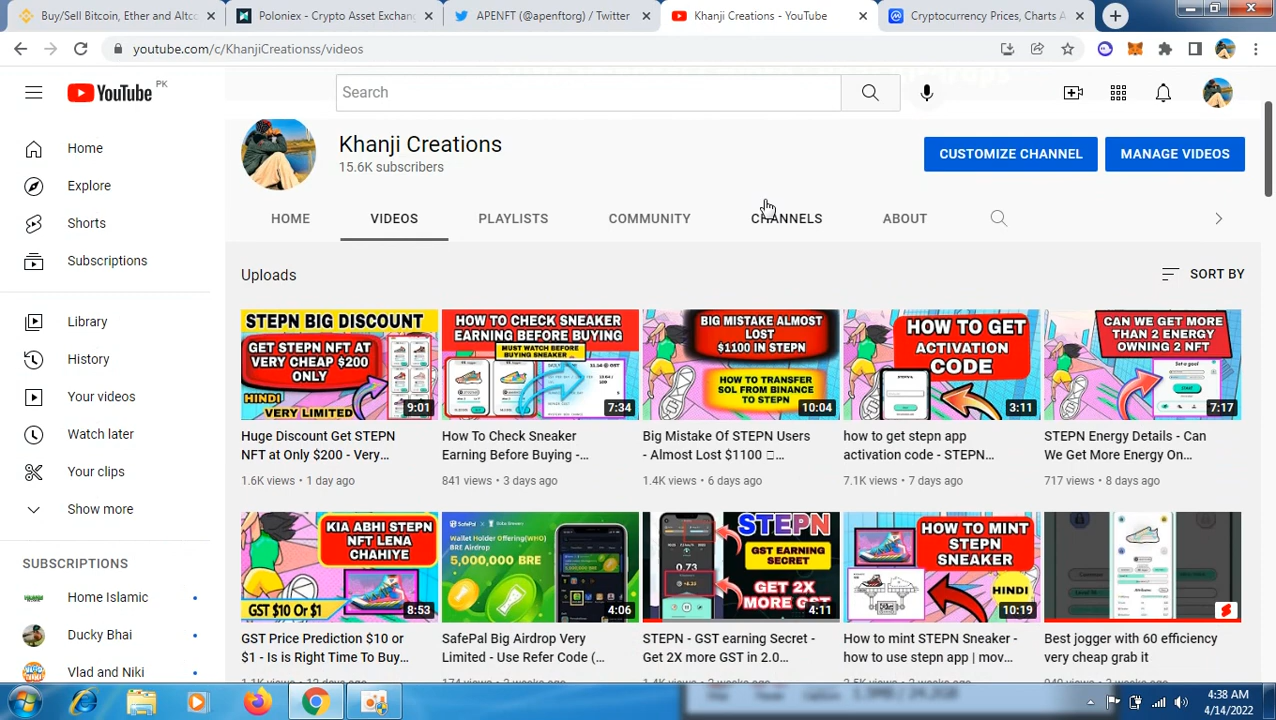 Buy/Sell Bitcoin, Ether and Altco
Poloniex - Crypto Asset Exchan
APENFT (@apenftorg) / Twitter
Khanji Creations - YouTube
Cryptocurrency Prices, Charts A
youtube.com/c/KhanjiCreationss/videos
YouTube PK
Search
Home
Explore
Shorts
Subscriptions
Library
History
Your videos
Watch later
Your clips
Show more
SUBSCRIPTIONS
Home Islamic
Ducky Bhai
Vlad and Niki
Khanji Creations
15.6K subscribers
CUSTOMIZE CHANNEL
MANAGE VIDEOS
HOME
VIDEOS
PLAYLISTS
COMMUNITY
CHANNELS
ABOUT
Uploads
SORT BY
STEPN BIG DISCOUNT
GET STEPN NFT AT
VERY CHEAP $200
ONLY
HINDI
VERY LIMITED
9:01
Huge Discount Get STEPN
NFT at Only $200 - Very...
1.6K views • 1 day ago
HOW TO CHECK SNEAKER
EARNING BEFORE BUYING
MUST WATCH BEFORE
BUYING SNEAKER ...
7:34
How To Check Sneaker
Earning Before Buying -...
841 views • 3 days ago
BIG MISTAKE ALMOST
LOST
$1100 IN STEPN
HOW TO TRANSFER
SOL FROM BINANCE
TO STEPN
10:04
Big Mistake Of STEPN Users
- Almost Lost $1100 ...
1.4K views • 6 days ago
HOW TO GET
ACTIVATION
CODE
3:11
how to get stepn app
activation code - STEPN...
7.1K views • 7 days ago
CAN WE GET MORE
THAN 2 ENERGY
OWNING 2 NFT
7:17
STEPN Energy Details - Can
We Get More Energy On...
717 views • 8 days ago
KIA ABHI STEPN
NFT LENA
CHAHIYE
GST $10 Or $1
8:53
GST Price Prediction $10 or
$1 - Is is Right Time To Buy...
SafePal
Wallet Holder Offering(WHO)
BRE Airdrop
5,000,000 BRE
4:06
SafePal Big Airdrop Very
Limited - Use Refer Code (...
STEPN
GST EARNING
SECRET
GET 2X
MORE GST
0.73
4:11
STEPN - GST earning Secret -
Get 2X more GST in 2.0...
HOW TO MINT
STEPN
SNEAKER
HINDI
10:19
How to mint STEPN Sneaker -
how to use stepn app | mov...
Best jogger with 60 efficiency
very cheap grab it
4:38 AM
4/14/2022